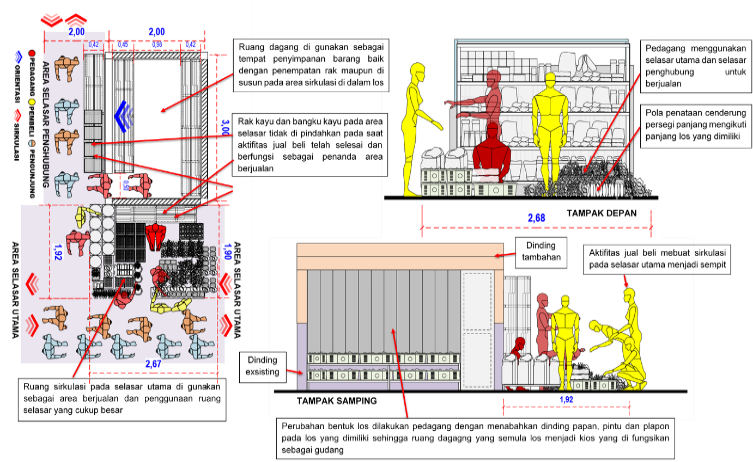 2,00
2,00
0,42
0,45
0,38
0,42
ORIENTASI
SIRKULASI
PEDAGANG
PEMBELI
PENGUNJUNG
AREA SELASAR PENGHUBUNG
3,00
1,92
1,90
AREA SELASAR UTAMA
AREA SELASAR UTAMA
2,67
Ruang dagang di gunakan sebagai
tempat penyimpanan barang baik
dengan penempatan rak maupun di
susun pada area sirkulasi di dalam los
Rak kayu dan bangku kayu pada area
selasar tidak di pindahkan pada saat
aktifitas jual beli telah selesai dan
berfungsi sebagai penanda area
berjualan
Ruang sirkulasi pada selasar utama di gunakan
sebagai area berjualan dan penggunaan ruang
selasar yang cukup besar
Pedagang menggunakan
selasar utama dan selasar
penghubung untuk
berjualan
Pola penataan cenderung
persegi panjang mengikuti
panjang los yang dimiliki
TAMPAK DEPAN
2,68
Dinding
tambahan
Aktifitas jual beli mebuat sirkulasi
pada selasar utama menjadi sempit
Dinding
exsisting
TAMPAK SAMPING
1,92
Perubahan bentuk los dilakukan pedagang dengan menabahkan dinding papan, pintu dan plapon
pada los yang dimiliki sehingga ruang dagagng yang semula los menjadi kios yang di fungsikan
sebagai gudang